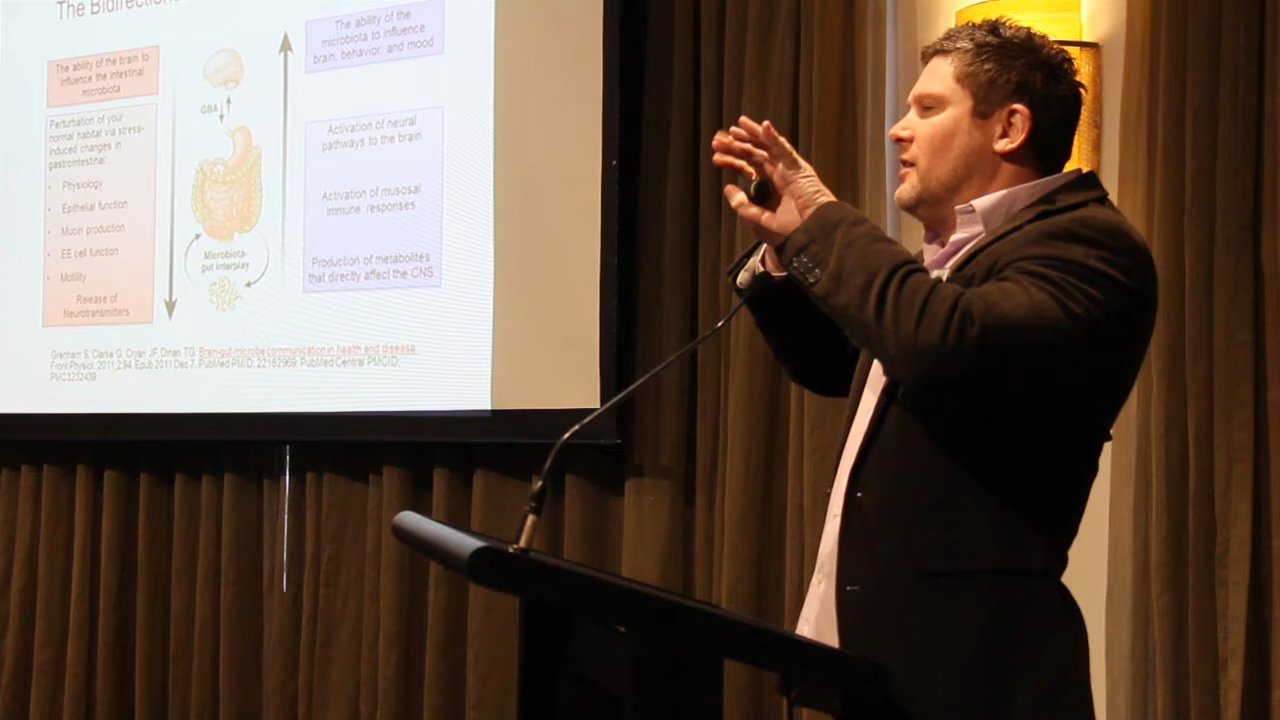 The Bidirection
The ability of the brain to
influence the intestinal
microbiota
Perturbation of your
normal habitat via stress-
induced changes in
gastrointestinal:
• Physiology
• Epithelial function
• Mucin production
• EE cell function
• Motility
Release of
Neurotransmitters
GBA
Microbiota-
gut interplay
The ability of the
microbiota to influence
brain, behavior, and mood
Activation of neural
pathways to the brain
Activation of musosal
immune responses
Production of metabolites
that directly affect the CNS
Grenham S, Clarke G, Cryan JF, Dinan TG. Brain-gut-microbe communication in health and disease.
Front Physiol. 2011;2:94. Epub 2011 Dec 7. PubMed PMID: 22162969; PubMed Central PMCID:
PMC3232439